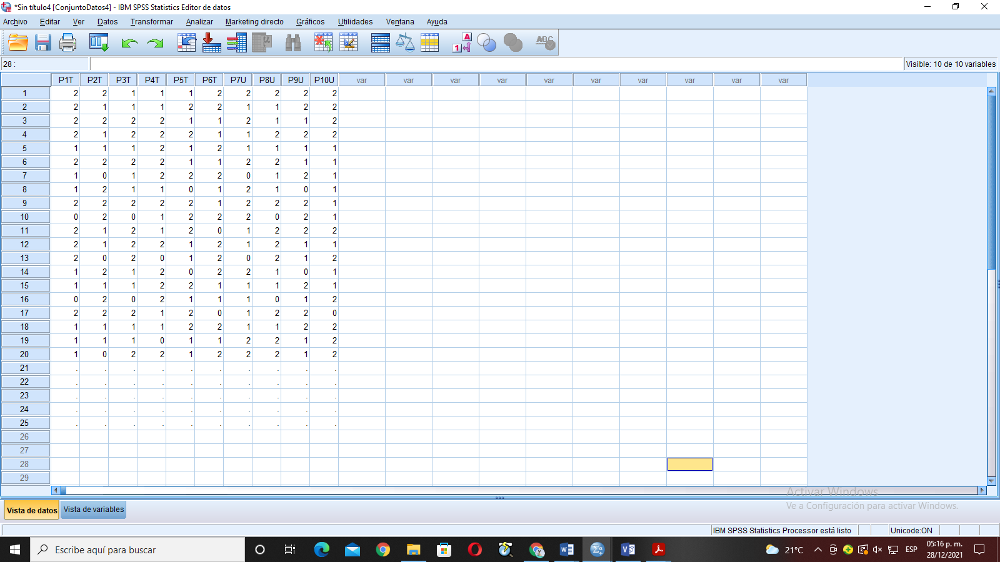 *Sin título4 [ConjuntoDatos4] - IBM SPSS Statistics Editor de datos
Archivo Editar Ver Datos Transformar Analizar Marketing directo Gráficos Utilidades Ventana Ayuda
28 : Visible: 10 de 10 variables
P1T P2T P3T P4T P5T P6T P7U P8U P9U P10U var var var var var var var var var var
1 2 2 1 1 1 2 2 2 2 2
2 2 1 1 1 2 2 1 1 2 2
3 2 2 2 2 1 1 2 1 1 2
4 2 1 2 2 2 1 1 2 2 2
5 1 1 1 2 1 2 1 1 1 1
6 2 2 2 2 1 1 2 2 1 1
7 1 0 1 2 2 2 0 1 2 1
8 1 2 1 1 0 1 2 1 0 1
9 2 2 2 2 2 1 2 2 2 1
10 0 2 0 1 2 2 2 0 2 1
11 2 1 2 1 2 0 1 2 2 2
12 2 1 2 2 1 2 1 2 1 1
13 2 0 2 0 1 2 0 2 1 2
14 1 2 1 2 0 2 2 1 0 1
15 1 1 1 2 2 1 1 1 2 1
16 0 2 0 2 1 1 1 0 1 2
17 2 2 2 1 2 0 1 2 2 0
18 1 1 1 1 2 2 1 1 2 2
19 1 1 1 0 1 1 2 2 1 2
20 1 0 2 2 1 2 2 2 1 2
21 . . . . . . . . . .
22 . . . . . . . . . .
23 . . . . . . . . . .
24 . . . . . . . . . .
25 . . . . . . . . . .
26
27
28
29
Activar Windows
Ve a Configuración para activar Windows.
Vista de datos Vista de variables
IBM SPSS Statistics Processor está listo Unicode:ON
Escribe aquí para buscar
21°C ESP 05:16 p. m.
28/12/2021